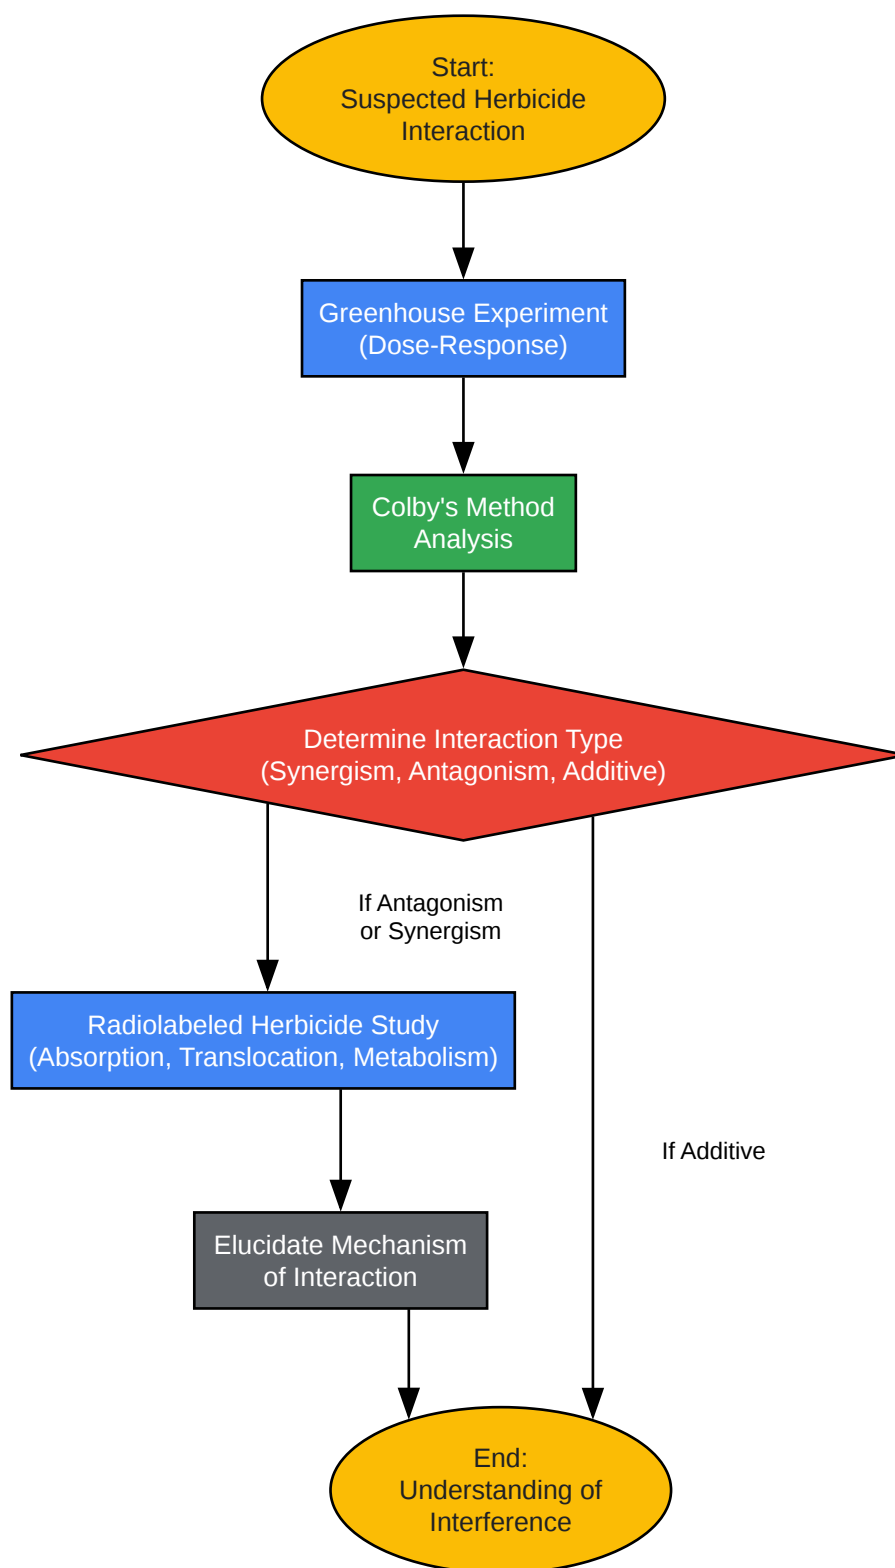 Start:
Suspected Herbicide
Interaction
Greenhouse Experiment
(Dose-Response)
Colby's Method
Analysis
Determine Interaction Type
(Synergism, Antagonism, Additive)
If Antagonism
or Synergism
Radiolabeled Herbicide Study
(Absorption, Translocation, Metabolism)
If Additive
Elucidate Mechanism
of Interaction
End:
Understanding of
Interference